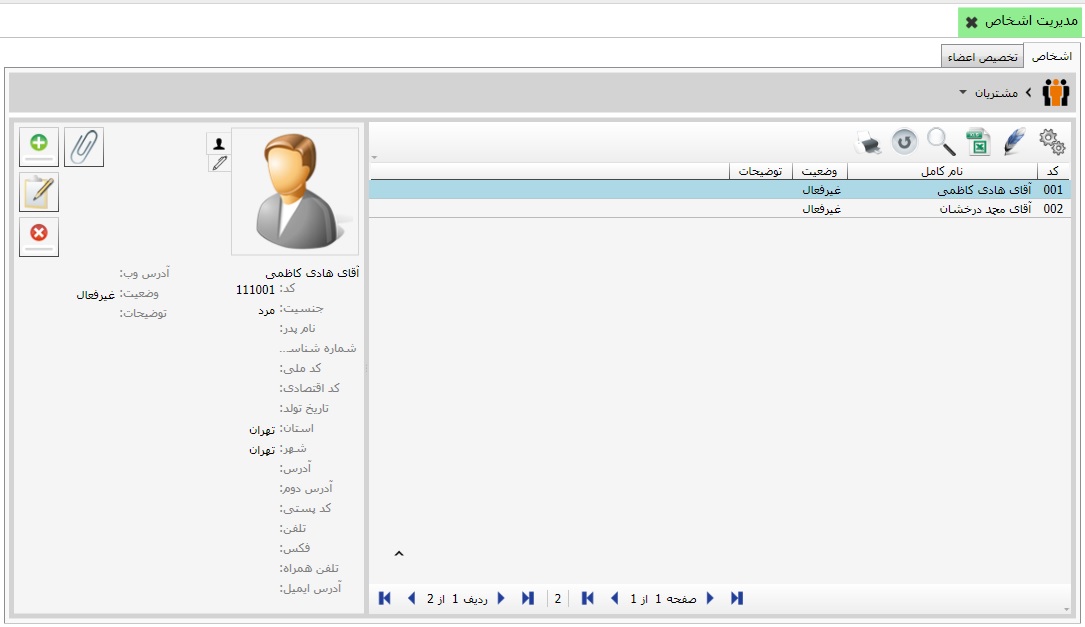 مدیریت اشخاص
اشخاص
تخصیص اعضاء
مشتریان
کد نام کامل وضعیت توضیحات
001 آقای هادی کاظمی غیرفعال
002 آقای محمد درخشان غیرفعال
صفحه 1 از 1
2
ردیف 1 از 2
آقای هادی کاظمی
کد: 111001
جنسیت: مرد
نام پدر:
شماره شناسـ...
کد ملی:
کد اقتصادی:
تاریخ تولد:
استان: تهران
شهر: تهران
آدرس:
آدرس دوم:
کد پستی:
تلفن:
فکس:
تلفن همراه:
آدرس ایمیل:
آدرس وب:
وضعیت: غیرفعال
توضیحات: